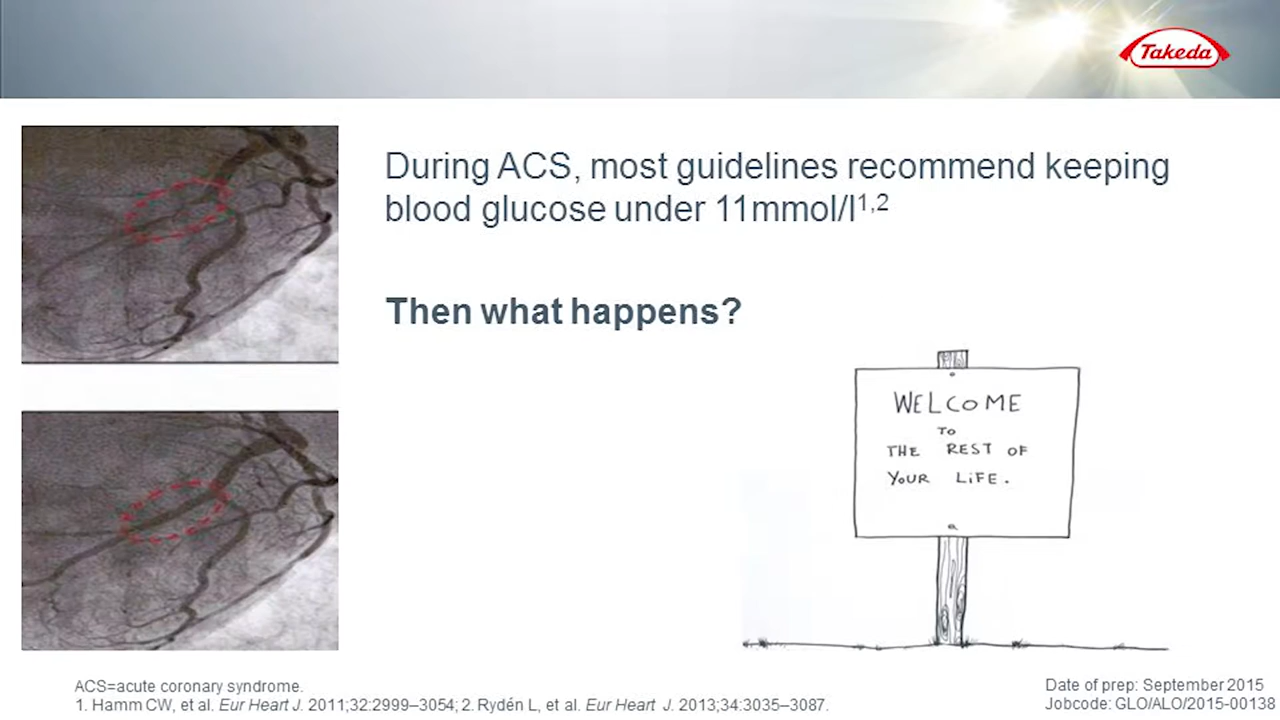 Takeda
During ACS, most guidelines recommend keeping
blood glucose under 11mmol/l1,2
Then what happens?
WELCOME
TO
THE REST OF
YOUR LiFE.
ACS=acute coronary syndrome.
1. Hamm CW, et al. Eur Heart J. 2011;32:2999–3054; 2. Rydén L, et al. Eur Heart J. 2013;34:3035–3087.
Date of prep: September 2015
Jobcode: GLO/ALO/2015-00138